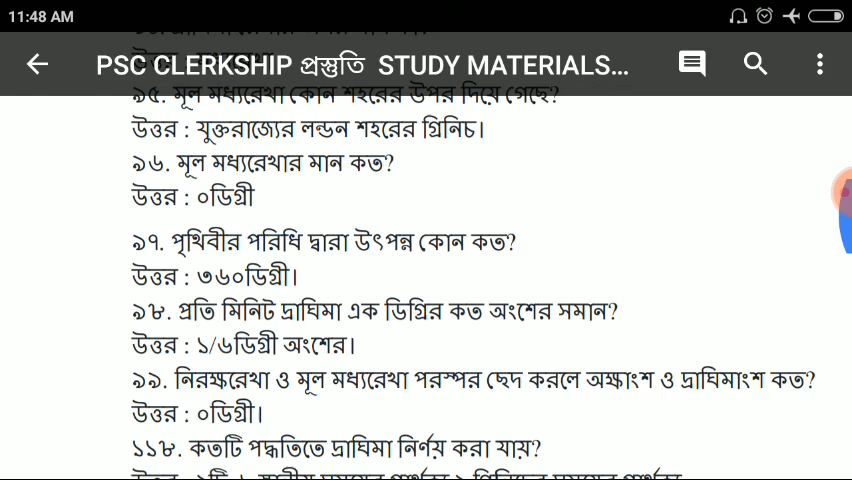 11:48 AM
PSC CLERKSHIP প্রস্তুতি STUDY MATERIALS...
৯৫. মূল মধ্যরেখা কোন শহরের উপর দিয়ে গেছে?
উত্তর : যুক্তরাজ্যের লন্ডন শহরের গ্রিনিচ।
৯৬. মূল মধ্যরেখার মান কত?
উত্তর : ০ডিগ্রী
৯৭. পৃথিবীর পরিধি দ্বারা উৎপন্ন কোন কত?
উত্তর : ৩৬০ডিগ্রী।
৯৮. প্রতি মিনিট দ্রাঘিমা এক ডিগ্রির কত অংশের সমান?
উত্তর : ১/৬ডিগ্রী অংশের।
৯৯. নিরক্ষরেখা ও মূল মধ্যরেখা পরস্পর ছেদ করলে অক্ষাংশ ও দ্রাঘিমাংশ কত?
উত্তর : ০ডিগ্রী।
১১৮. কতটি পদ্ধতিতে দ্রাঘিমা নির্ণয় করা যায়?